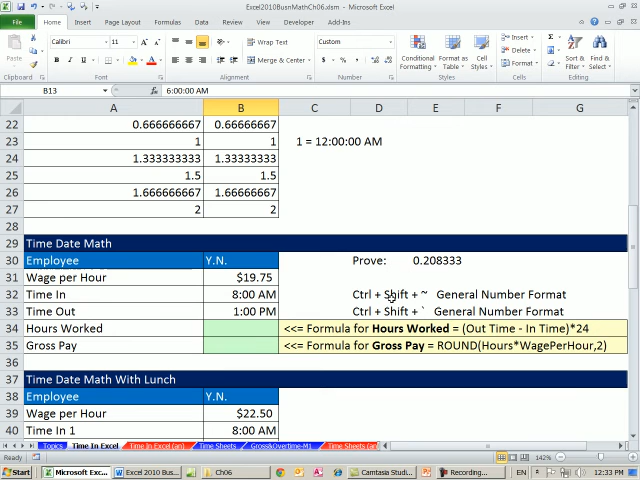 Excel2010BusnMathCh06.xlsm - Microsoft Excel
File Home Insert Page Layout Formulas Data Review View Developer Add-Ins
Calibri 11 Wrap Text Custom Insert
Paste B I U Merge & Center $ % , Conditional Formatting Format as Table Cell Styles Delete Format Sort & Filter Find & Select
Clipboard Font Alignment Number Styles Cells Editing
B13 fx 6:00:00 AM
A B C D E F G
22 0.666666667 0.66666667
23 1 1 1 = 12:00:00 AM
24 1.333333333 1.33333333
25 1.5 1.5
26 1.666666667 1.66666667
27 2 2
28
29 Time Date Math
30 Employee Y.N. Prove: 0.208333
31 Wage per Hour $19.75
32 Time In 8:00 AM Ctrl + Shift + ~ General Number Format
33 Time Out 1:00 PM Ctrl + Shift + ` General Number Format
34 Hours Worked <<= Formula for Hours Worked = (Out Time - In Time)*24
35 Gross Pay <<= Formula for Gross Pay = ROUND(Hours*WagePerHour,2)
36
37 Time Date Math With Lunch
38 Employee Y.N.
39 Wage per Hour $22.50
40 Time In 1 8:00 AM
Topics Time In Excel Time In Excel (an) Time Sheets Gross&Overtime-M1 Time Sheets (an)
Ready 142%
Start Microsoft Exc... Excel 2010 Bus... Ch06 Camtasia Studi... Recording... EN 12:33 PM